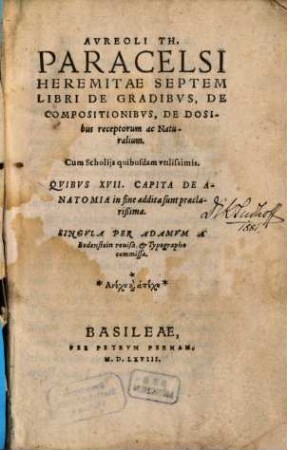 AVREOLI TH.
PARACELSI
HEREMITAE SEPTEM
LIBRI DE GRADIBVS, DE
COMPOSITIONIBVS, DE DOSI-
bus receptorum ac Natu-
ralium.
Cum Scholijs quibusdam vtilissimis.
QVIBVS XVII. CAPITA DE A-
NATOMIA in fine addita sunt præcla-
rissima.
SINGVLA PER ADAMVM A
Bodenstein reuisa, & Typographo
commissa.
BASILEAE,
PER PETRVM PERNAM,
M. D. LXVIII.